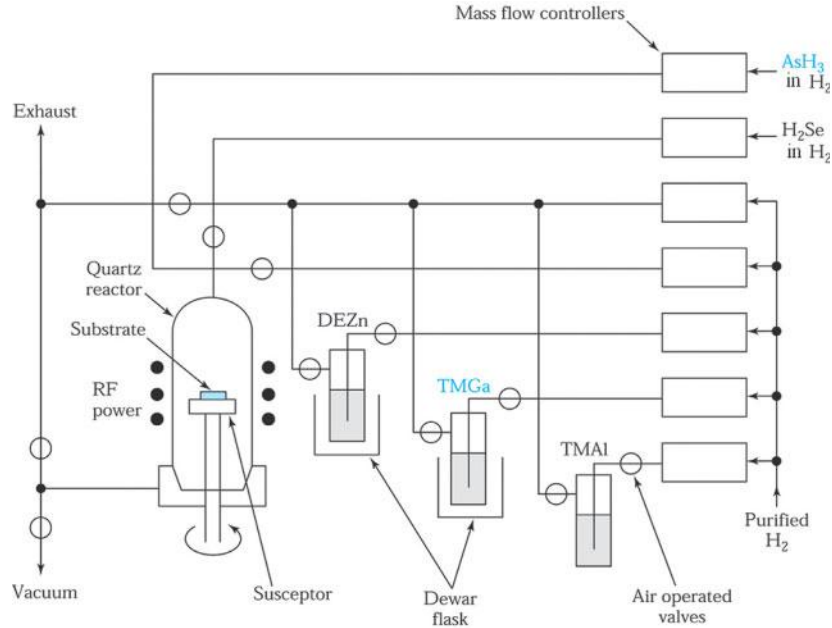 Mass flow controllers
AsH₃
in H₂
Exhaust
H₂Se
in H₂
Quartz
reactor
DEZn
Substrate
RF
power
TMGa
TMAl
Purified
H₂
Vacuum
Susceptor
Dewar
flask
Air operated
valves